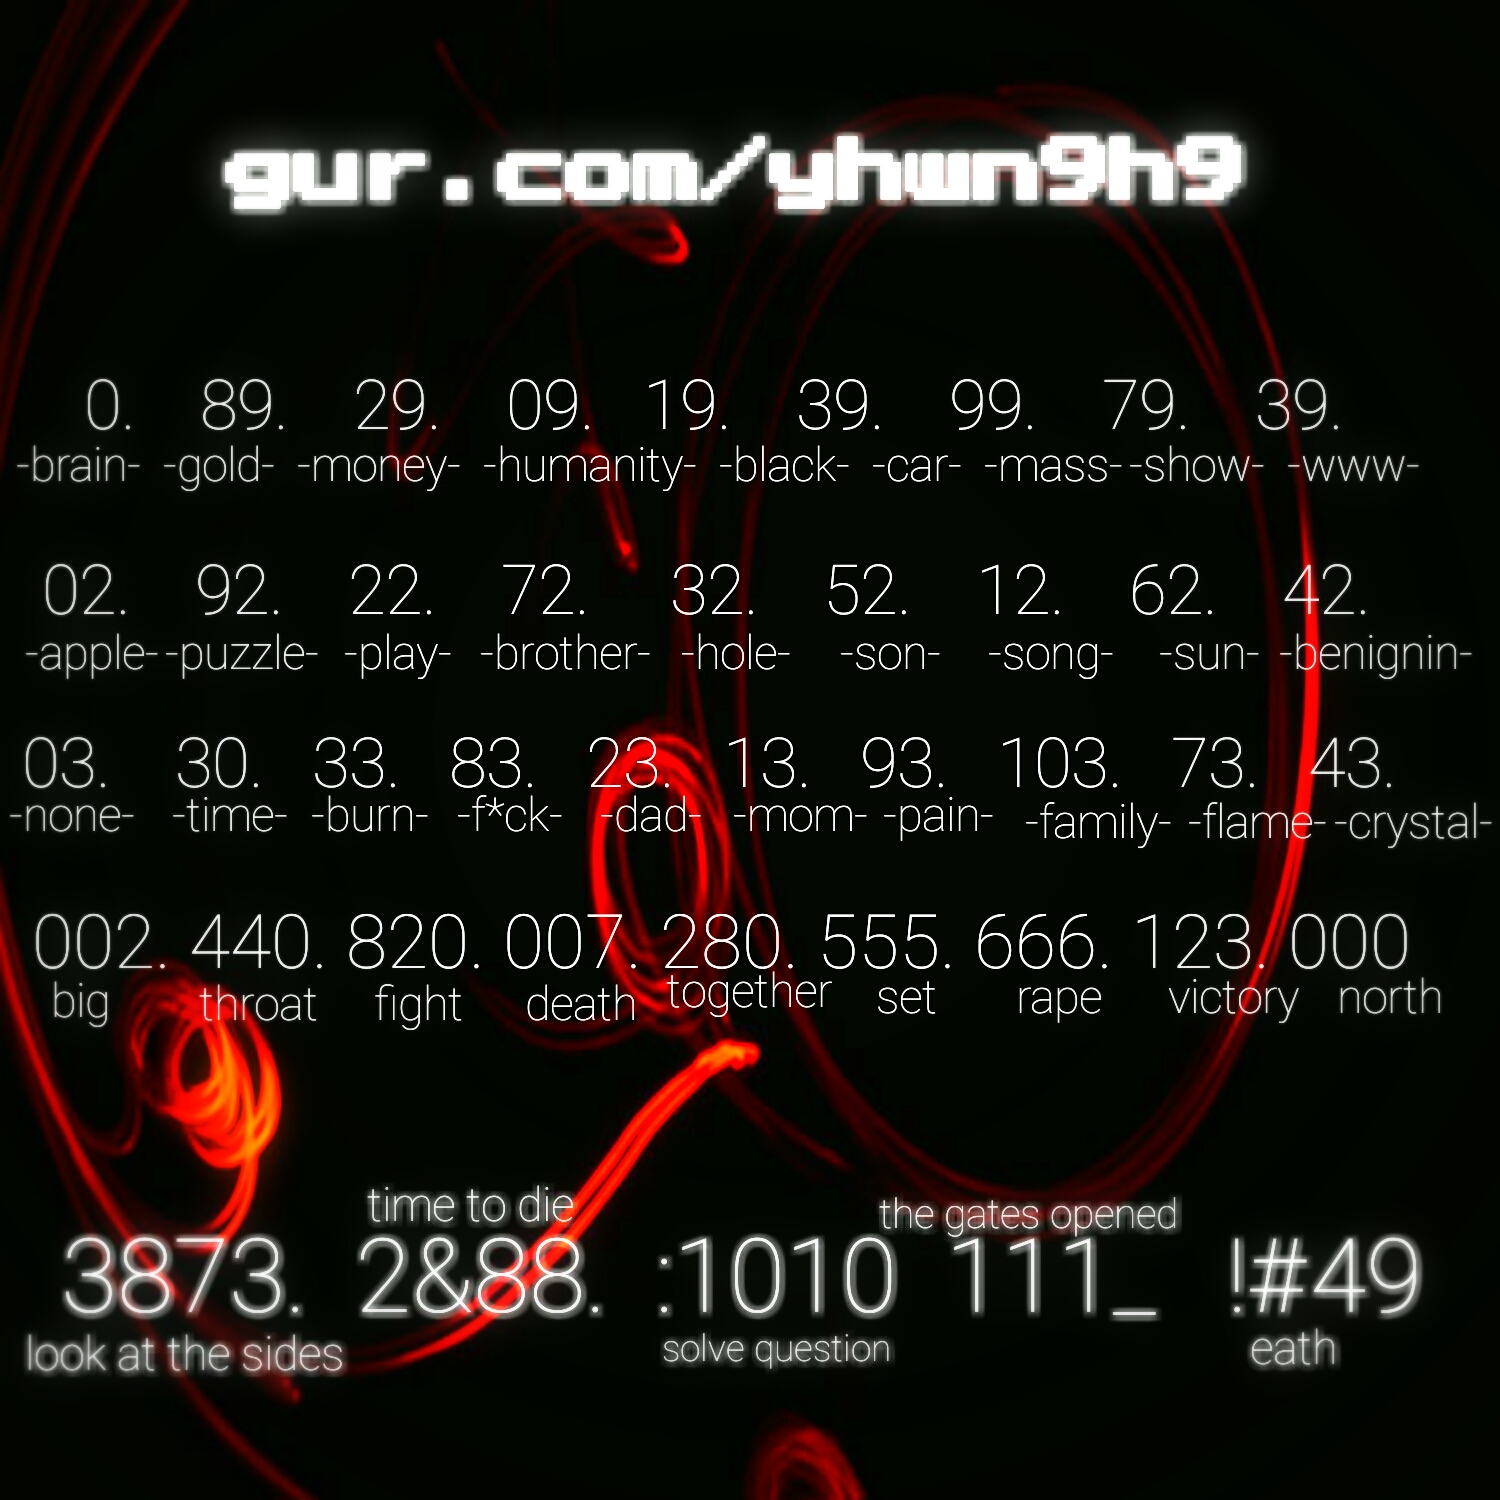 gur.com/yhwn9h9
0. 89. 29. 09. 19. 39. 99. 79. 39.
-brain- -gold- -money- -humanity- -black- -car- -mass- -show- -www-
02. 92. 22. 72. 32. 52. 12. 62. 42.
-apple- -puzzle- -play- -brother- -hole- -son- -song- -sun- -benignin-
03. 30. 33. 83. 23. 13. 93. 103. 73. 43.
-none- -time- -burn- -f*ck- -dad- -mom- -pain- -family- -flame- -crystal-
002. 440. 820. 007. 280. 555. 666. 123. 000
big throat fight death together set rape victory north
time to die the gates opened
3873. 2&88. :1010 111_ !#49
look at the sides solve question eath